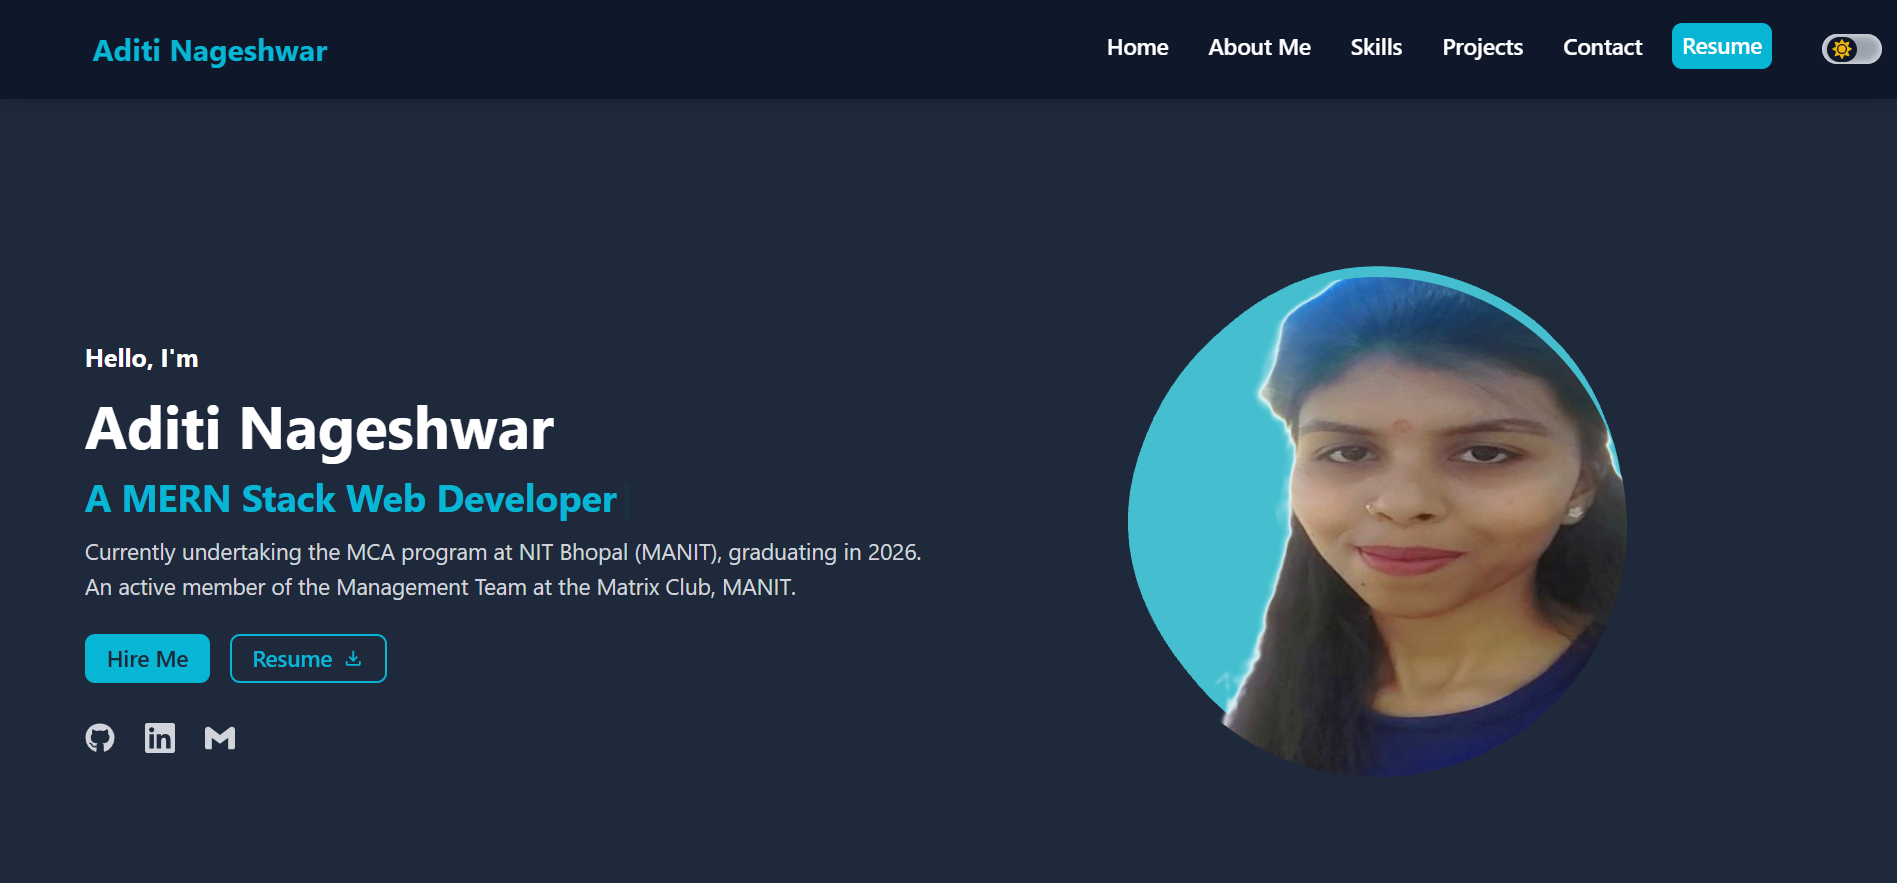 Aditi Nageshwar
Home About Me Skills Projects Contact Resume
Hello, I'm
Aditi Nageshwar
A MERN Stack Web Developer
Currently undertaking the MCA program at NIT Bhopal (MANIT), graduating in 2026.
An active member of the Management Team at the Matrix Club, MANIT.
Hire Me Resume